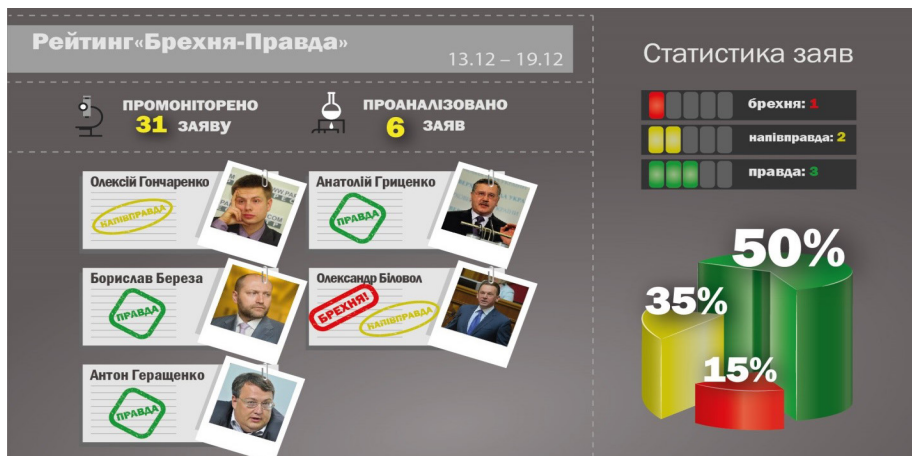 Рейтинг«Брехня-Правда»
13.12 – 19.12
ПРОМОНІТОРЕНО
31 ЗАЯВУ
ПРОАНАЛІЗОВАНО
6 ЗАЯВ
Олексій Гончаренко
НАПІВПРАВДА
Анатолій Гриценко
ПРАВДА
Борислав Береза
ПРАВДА
Олександр Біловол
БРЕХНЯ!
НАПІВПРАВДА
Антон Геращенко
ПРАВДА
Статистика заяв
брехня: 1
напівправда: 2
правда: 3
50%
35%
15%